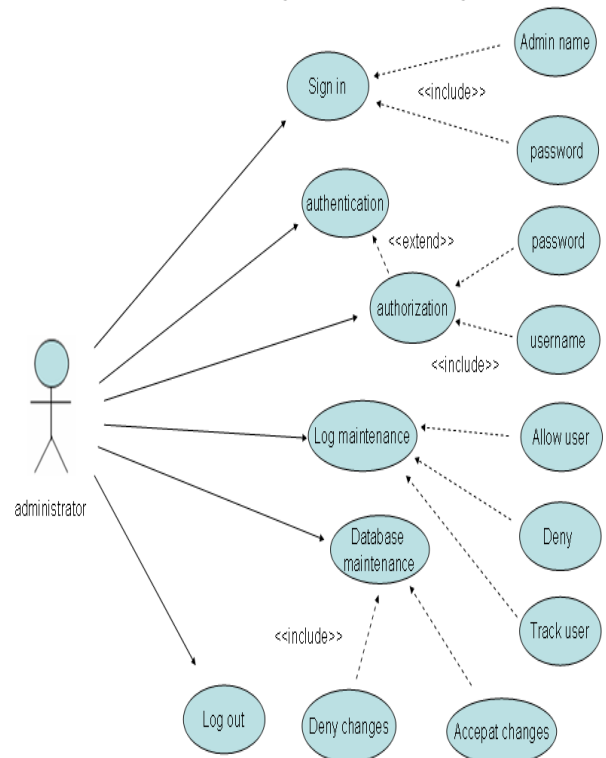 Admin name
Sign in
<<include>>
password
authentication
password
<<extend>>
authorization
username
<<include>>
Allow user
Log maintenance
administrator
Database
maintenance
Deny
<<include>>
Track user
Log out
Deny changes
Accepat changes